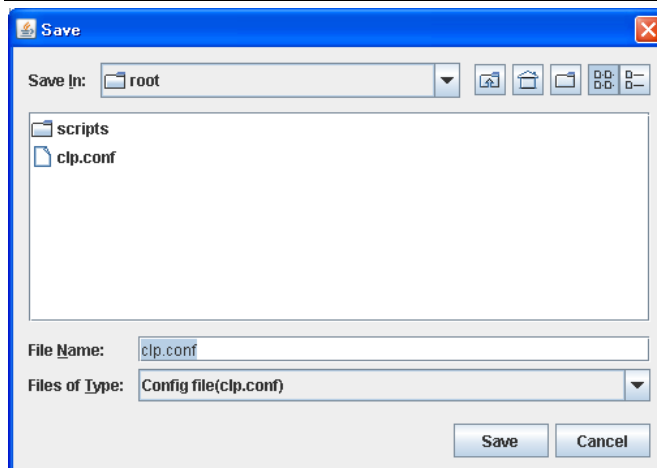 Save
Save In: root
scripts
clp.conf
File Name: clp.conf
Files of Type: Config file(clp.conf)
Save Cancel